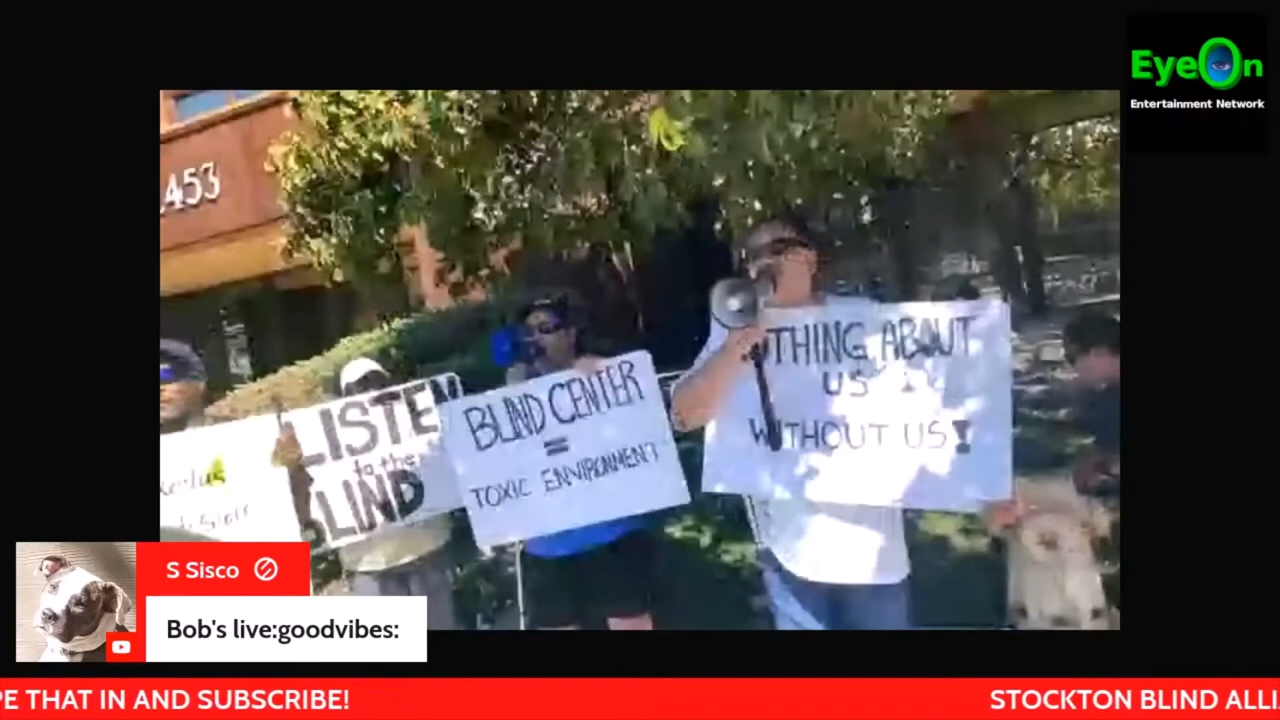 EyeOn
Entertainment Network
453
LISTEN
to the
BLIND
BLIND CENTER
=
TOXIC ENVIRONMENT
THING ABOUT
US
WITHOUT US!
S Sisco
Bob's live:goodvibes:
PE THAT IN AND SUBSCRIBE!
STOCKTON BLIND ALLI